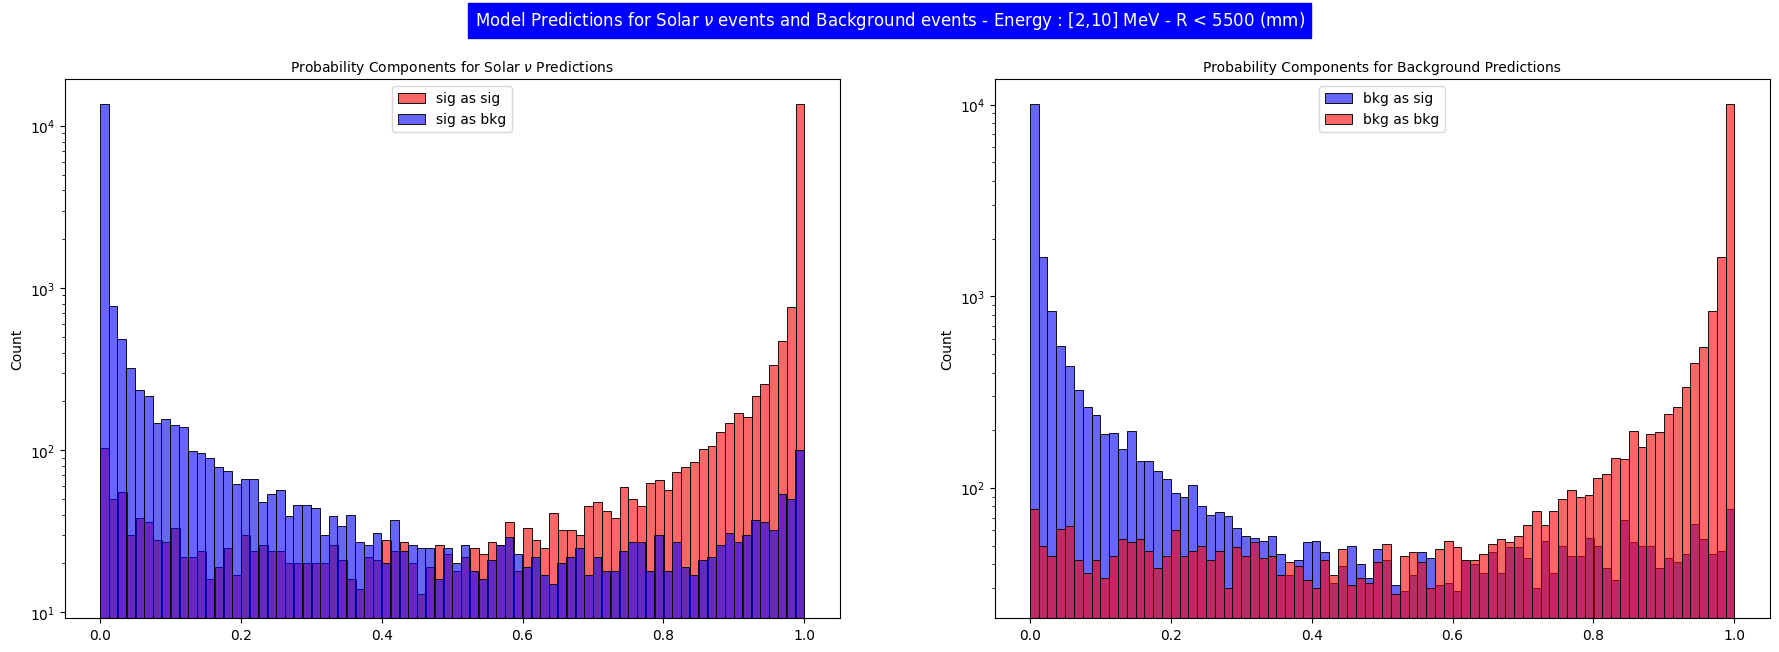 Model Predictions for Solar ν events and Background events - Energy : [2,10] MeV - R < 5500 (mm)
Probability Components for Solar ν Predictions
sig as sig
sig as bkg
Count
10⁴
10³
10²
10¹
0.0 0.2 0.4 0.6 0.8 1.0
Probability Components for Background Predictions
bkg as sig
bkg as bkg
Count
10⁴
10³
10²
0.0 0.2 0.4 0.6 0.8 1.0